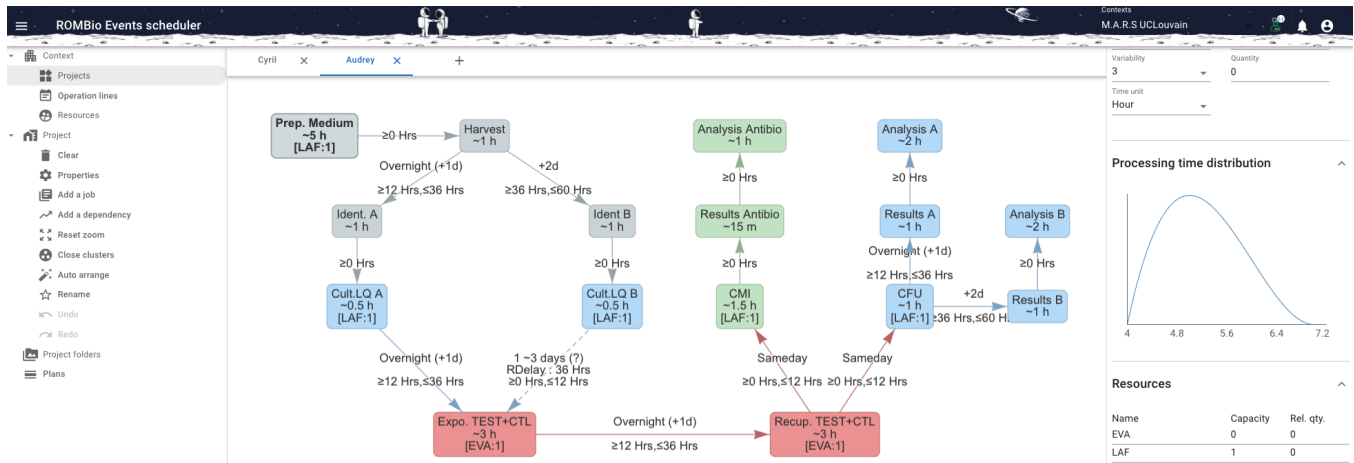 ROMBio Events scheduler
Contexts
M.A.R.S UCLouvain
Context
Projects
Operation lines
Resources
Project
Clear
Properties
Add a job
Add a dependency
Reset zoom
Close clusters
Auto arrange
Rename
Undo
Redo
Project folders
Plans
Cyril
Audrey
Prep. Medium
~5 h
[LAF:1]
≥0 Hrs
Harvest
~1 h
Overnight (+1d)
≥12 Hrs,≤36 Hrs
+2d
≥36 Hrs,≤60 Hrs
Ident. A
~1 h
Ident B
~1 h
≥0 Hrs
≥0 Hrs
Cult.LQ A
~0.5 h
[LAF:1]
Cult.LQ B
~0.5 h
[LAF:1]
Overnight (+1d)
≥12 Hrs,≤36 Hrs
1 ~3 days (?)
RDelay : 36 Hrs
≥0 Hrs,≤12 Hrs
Expo. TEST+CTL
~3 h
[EVA:1]
Overnight (+1d)
≥12 Hrs,≤36 Hrs
Recup. TEST+CTL
~3 h
[EVA:1]
Analysis Antibio
~1 h
≥0 Hrs
Results Antibio
~15 m
≥0 Hrs
CMI
~1.5 h
[LAF:1]
Sameday
≥0 Hrs,≤12 Hrs
Sameday
≥0 Hrs,≤12 Hrs
Analysis A
~2 h
≥0 Hrs
Results A
~1 h
Overnight (+1d)
≥12 Hrs,≤36 Hrs
CFU
~1 h
[LAF:1]
+2d
≥36 Hrs,≤60 H
Analysis B
~2 h
≥0 Hrs
Results B
~1 h
Variability
3
Quantity
0
Time unit
Hour
Processing time distribution
4 4.8 5.6 6.4 7.2
Resources
Name Capacity Rel. qty.
EVA 0 0
LAF 1 0